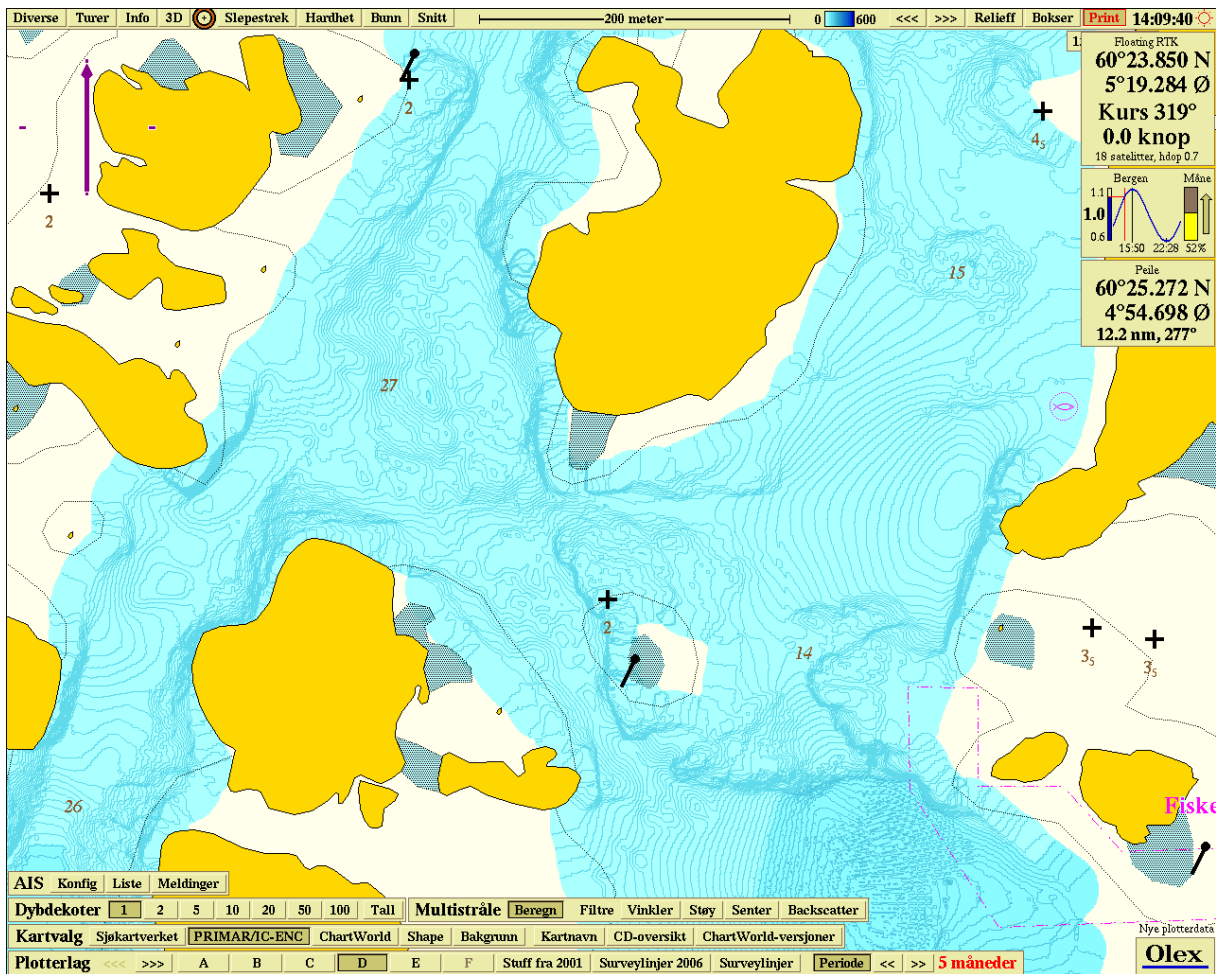 Diverse Turer Info 3D Slepestrek Hardhet Bunn Snitt 200 meter 0 600 <<< >>> Relieff Bokser Print 14:09:40
Floating RTK
60°23.850 N
5°19.284 Ø
Kurs 319°
0.0 knop
18 satelitter, hdop 0.7
Bergen Måne
1.1
1.0
0.6
15:50 22:28 52%
Peile
60°25.272 N
4°54.698 Ø
12.2 nm, 277°
2
4₅
2
15
27
2
14
3₅
3₅
26
Fiske
AIS Konfig Liste Meldinger
Dybdekoter 1 2 5 10 20 50 100 Tall Multistråle Beregn Filtre Vinkler Støy Senter Backscatter
Kartvalg Sjøkartverket PRIMAR/IC-ENC ChartWorld Shape Bakgrunn Kartnavn CD-oversikt ChartWorld-versjoner
Nye plotterdata
Plotterlag <<< >>> A B C D E F Stuff fra 2001 Surveylinjer 2006 Surveylinjer Periode << >> 5 måneder
Olex